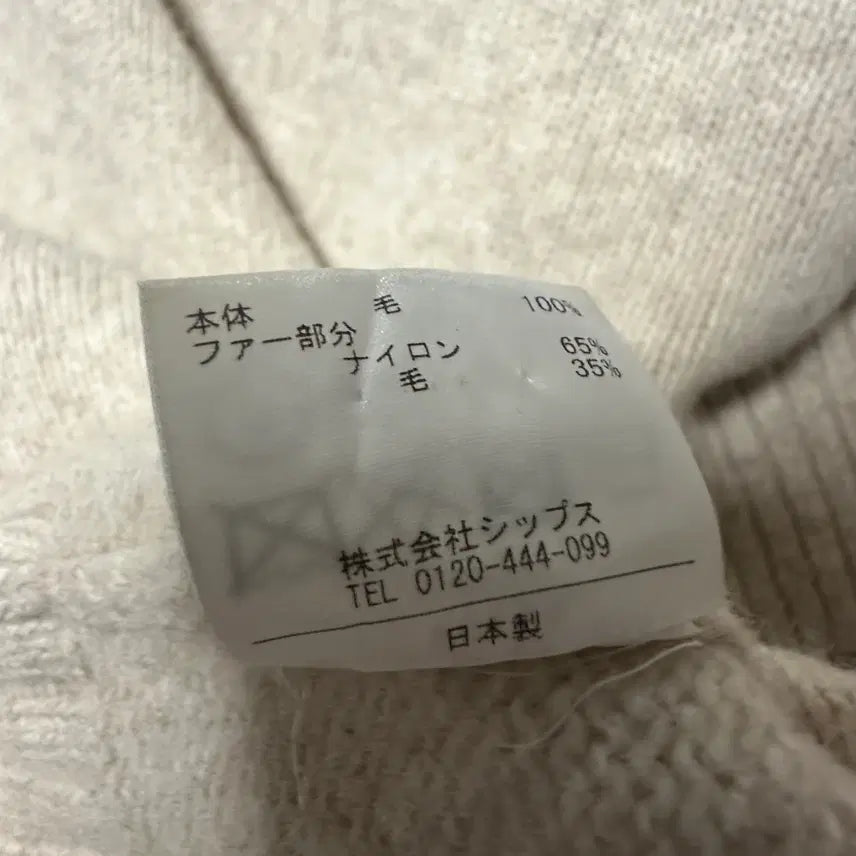 本体 毛 100%
ファー部分
ナイロン 65%
毛 35%
株式会社シップス
TEL 0120-444-099
日本製